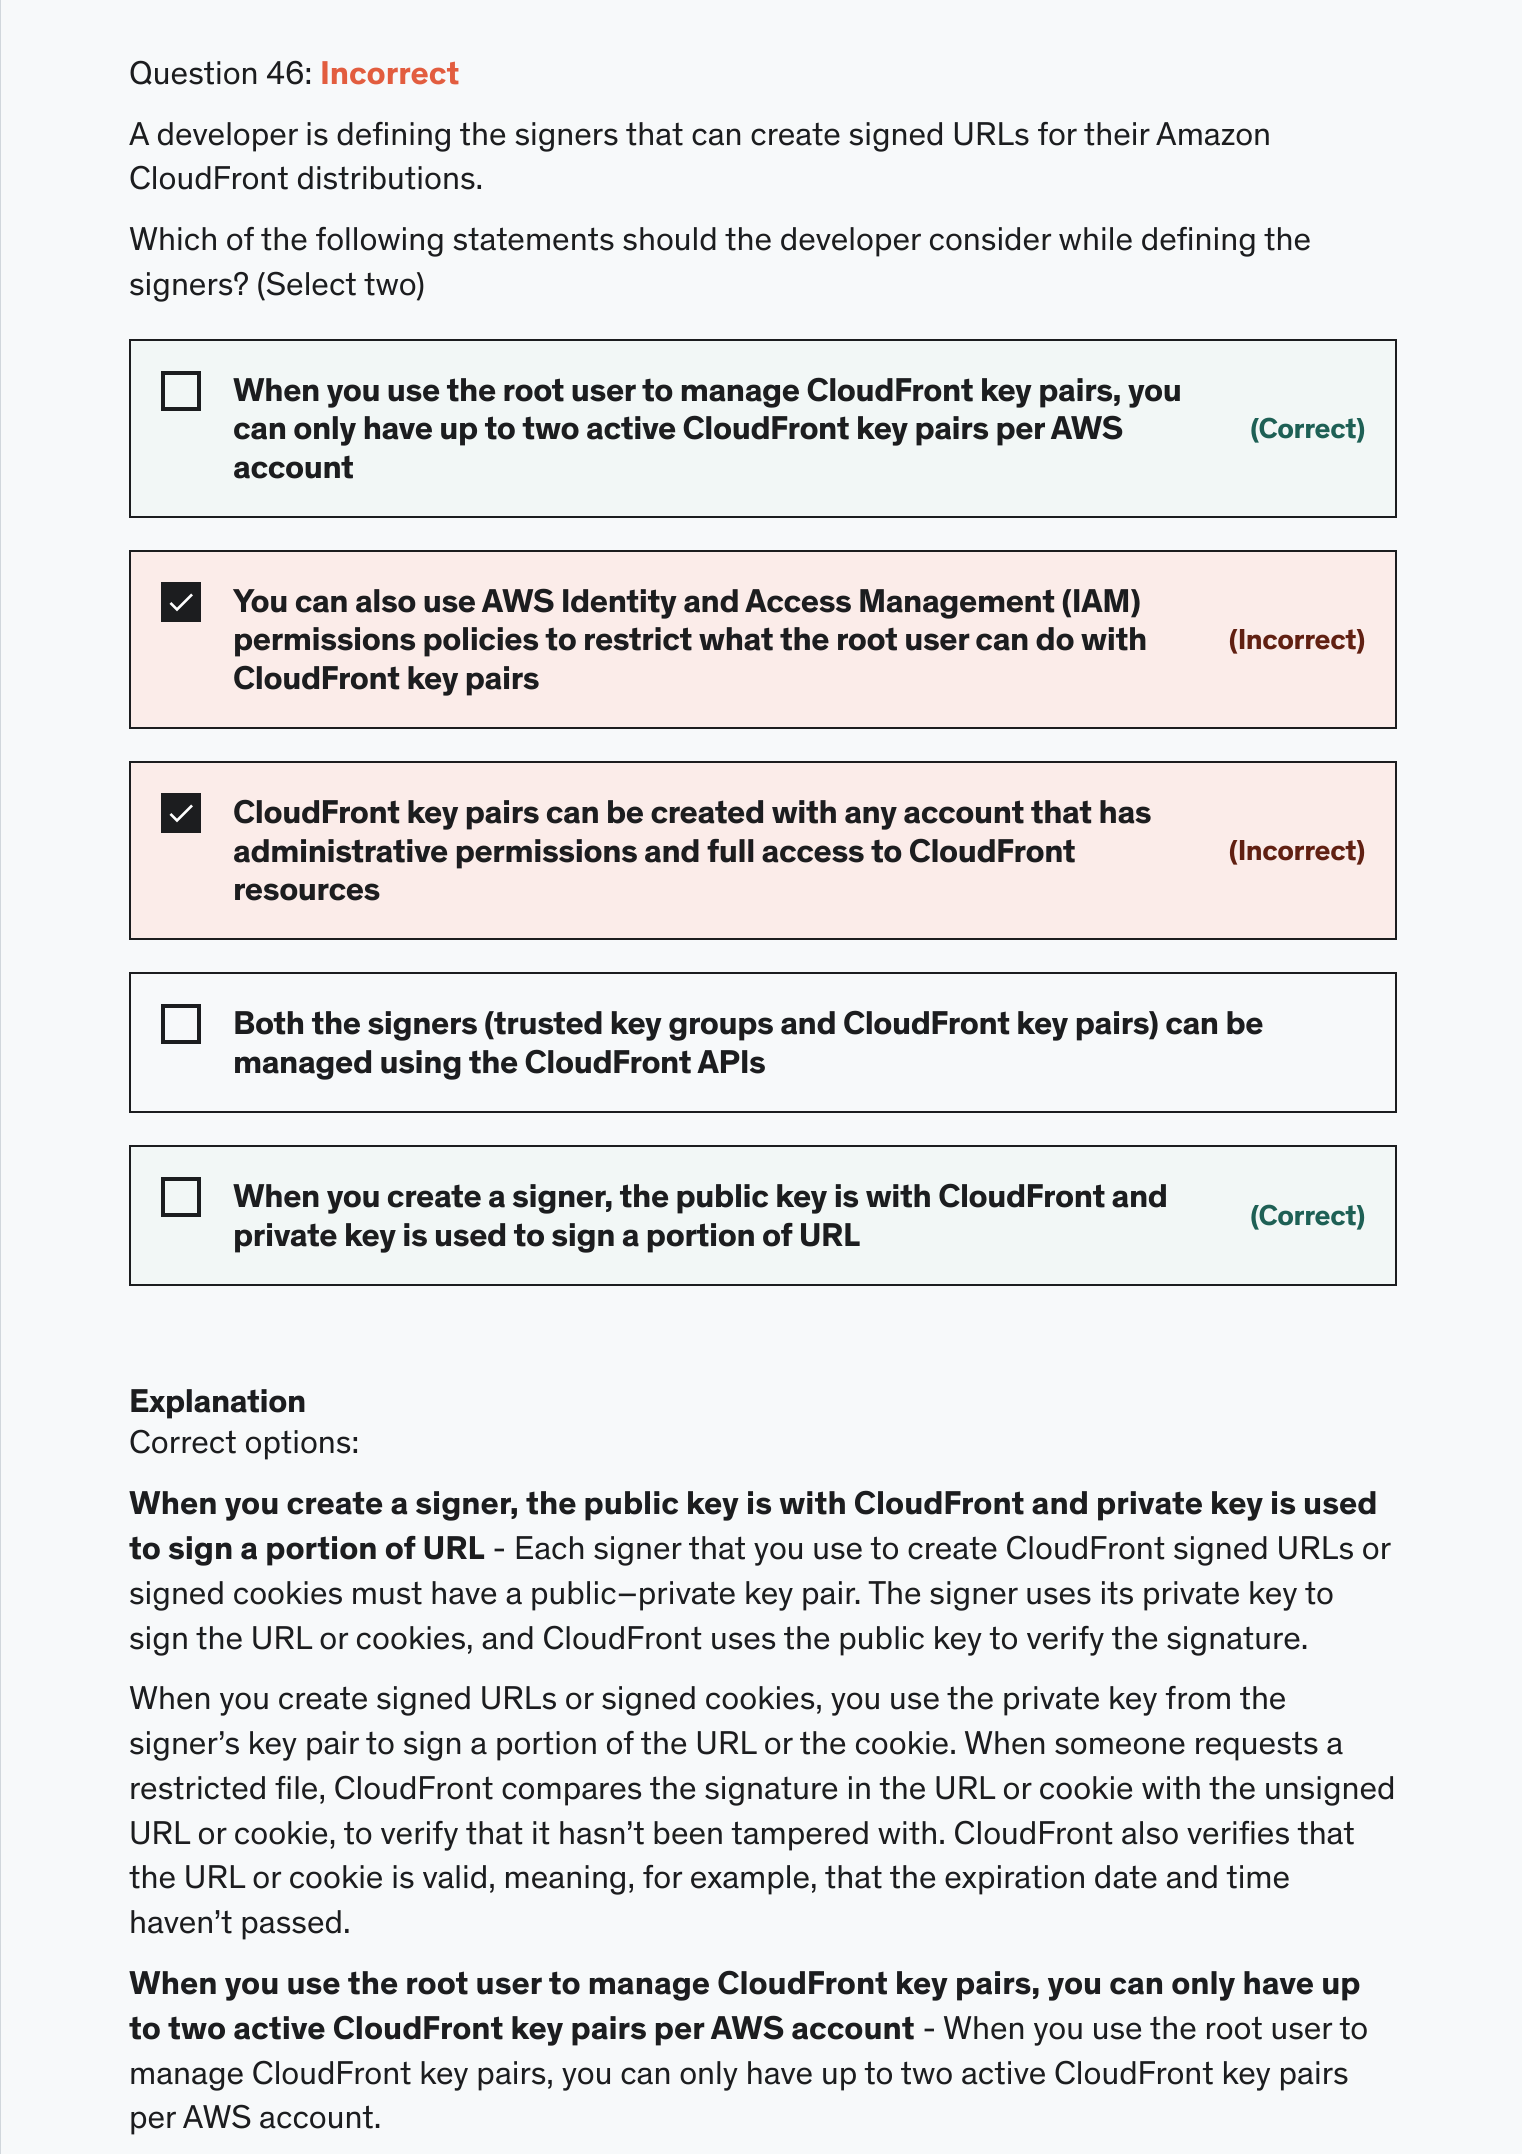 Question 46: Incorrect
A developer is defining the signers that can create signed URLs for their Amazon
CloudFront distributions.
Which of the following statements should the developer consider while defining the
signers? (Select two)
When you use the root user to manage CloudFront key pairs, you
can only have up to two active CloudFront key pairs per AWS
account
(Correct)
You can also use AWS Identity and Access Management (IAM)
permissions policies to restrict what the root user can do with
CloudFront key pairs
(Incorrect)
CloudFront key pairs can be created with any account that has
administrative permissions and full access to CloudFront
resources
(Incorrect)
Both the signers (trusted key groups and CloudFront key pairs) can be
managed using the CloudFront APIs
When you create a signer, the public key is with CloudFront and
private key is used to sign a portion of URL
(Correct)
Explanation
Correct options:
When you create a signer, the public key is with CloudFront and private key is used
to sign a portion of URL - Each signer that you use to create CloudFront signed URLs or
signed cookies must have a public–private key pair. The signer uses its private key to
sign the URL or cookies, and CloudFront uses the public key to verify the signature.
When you create signed URLs or signed cookies, you use the private key from the
signer’s key pair to sign a portion of the URL or the cookie. When someone requests a
restricted file, CloudFront compares the signature in the URL or cookie with the unsigned
URL or cookie, to verify that it hasn’t been tampered with. CloudFront also verifies that
the URL or cookie is valid, meaning, for example, that the expiration date and time
haven’t passed.
When you use the root user to manage CloudFront key pairs, you can only have up
to two active CloudFront key pairs per AWS account - When you use the root user to
manage CloudFront key pairs, you can only have up to two active CloudFront key pairs
per AWS account.